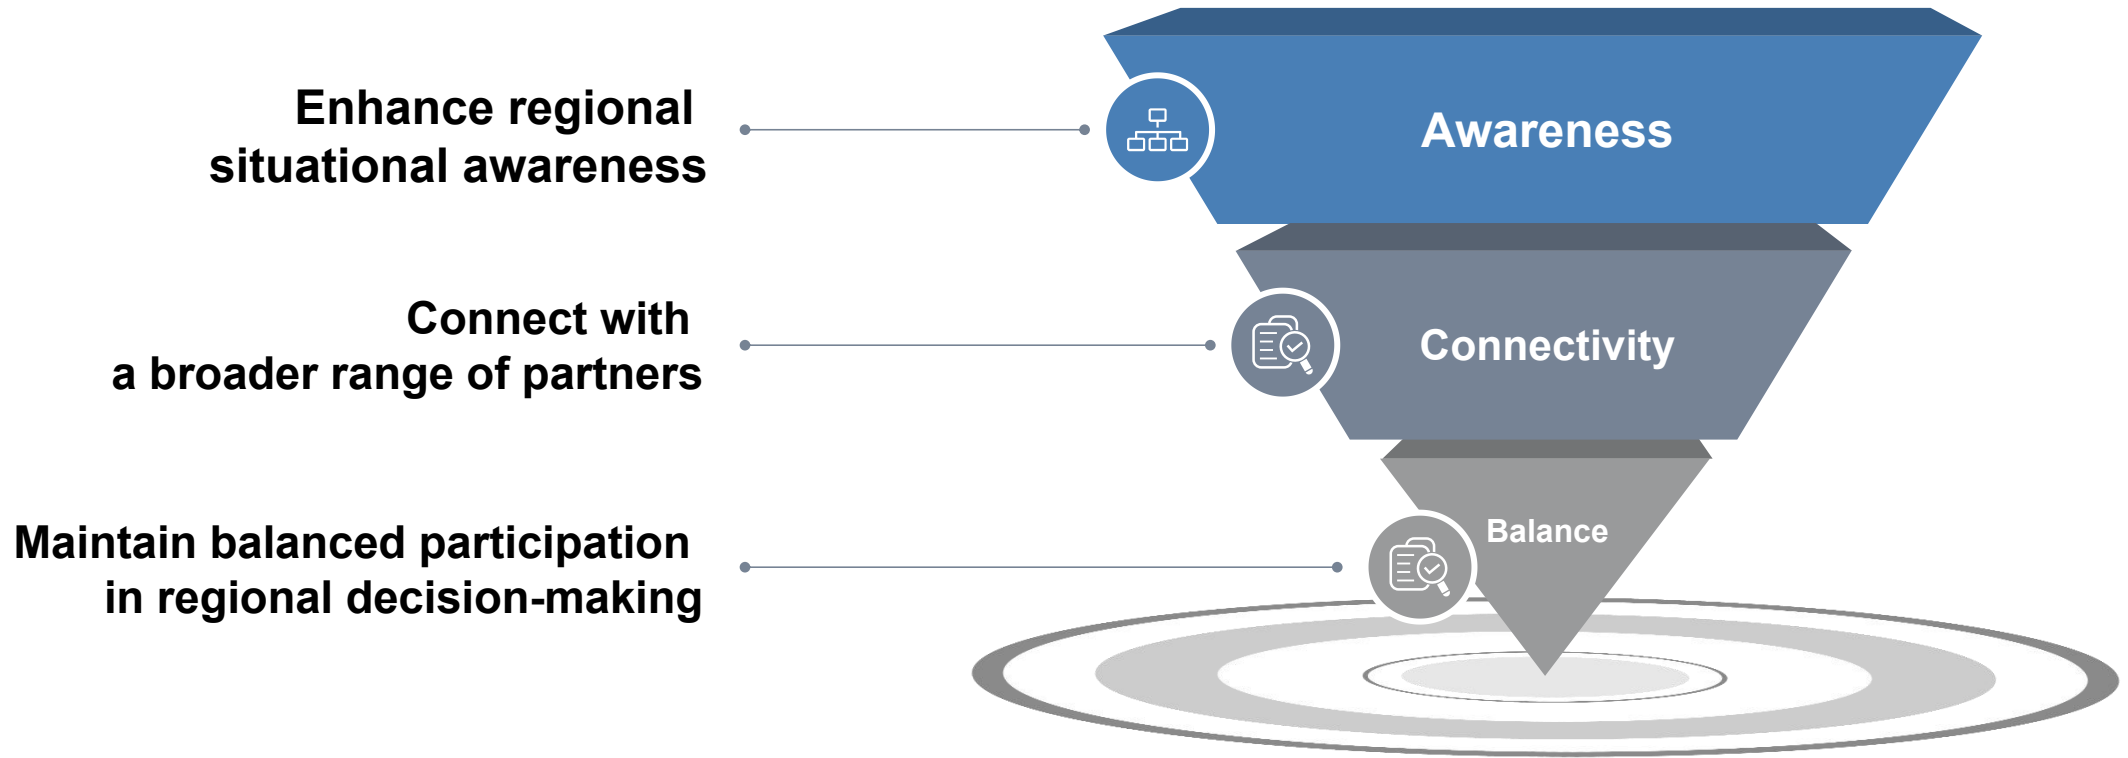 Enhance regional
situational awareness
Awareness
Connect with
a broader range of partners
Connectivity
Maintain balanced participation
in regional decision-making
Balance